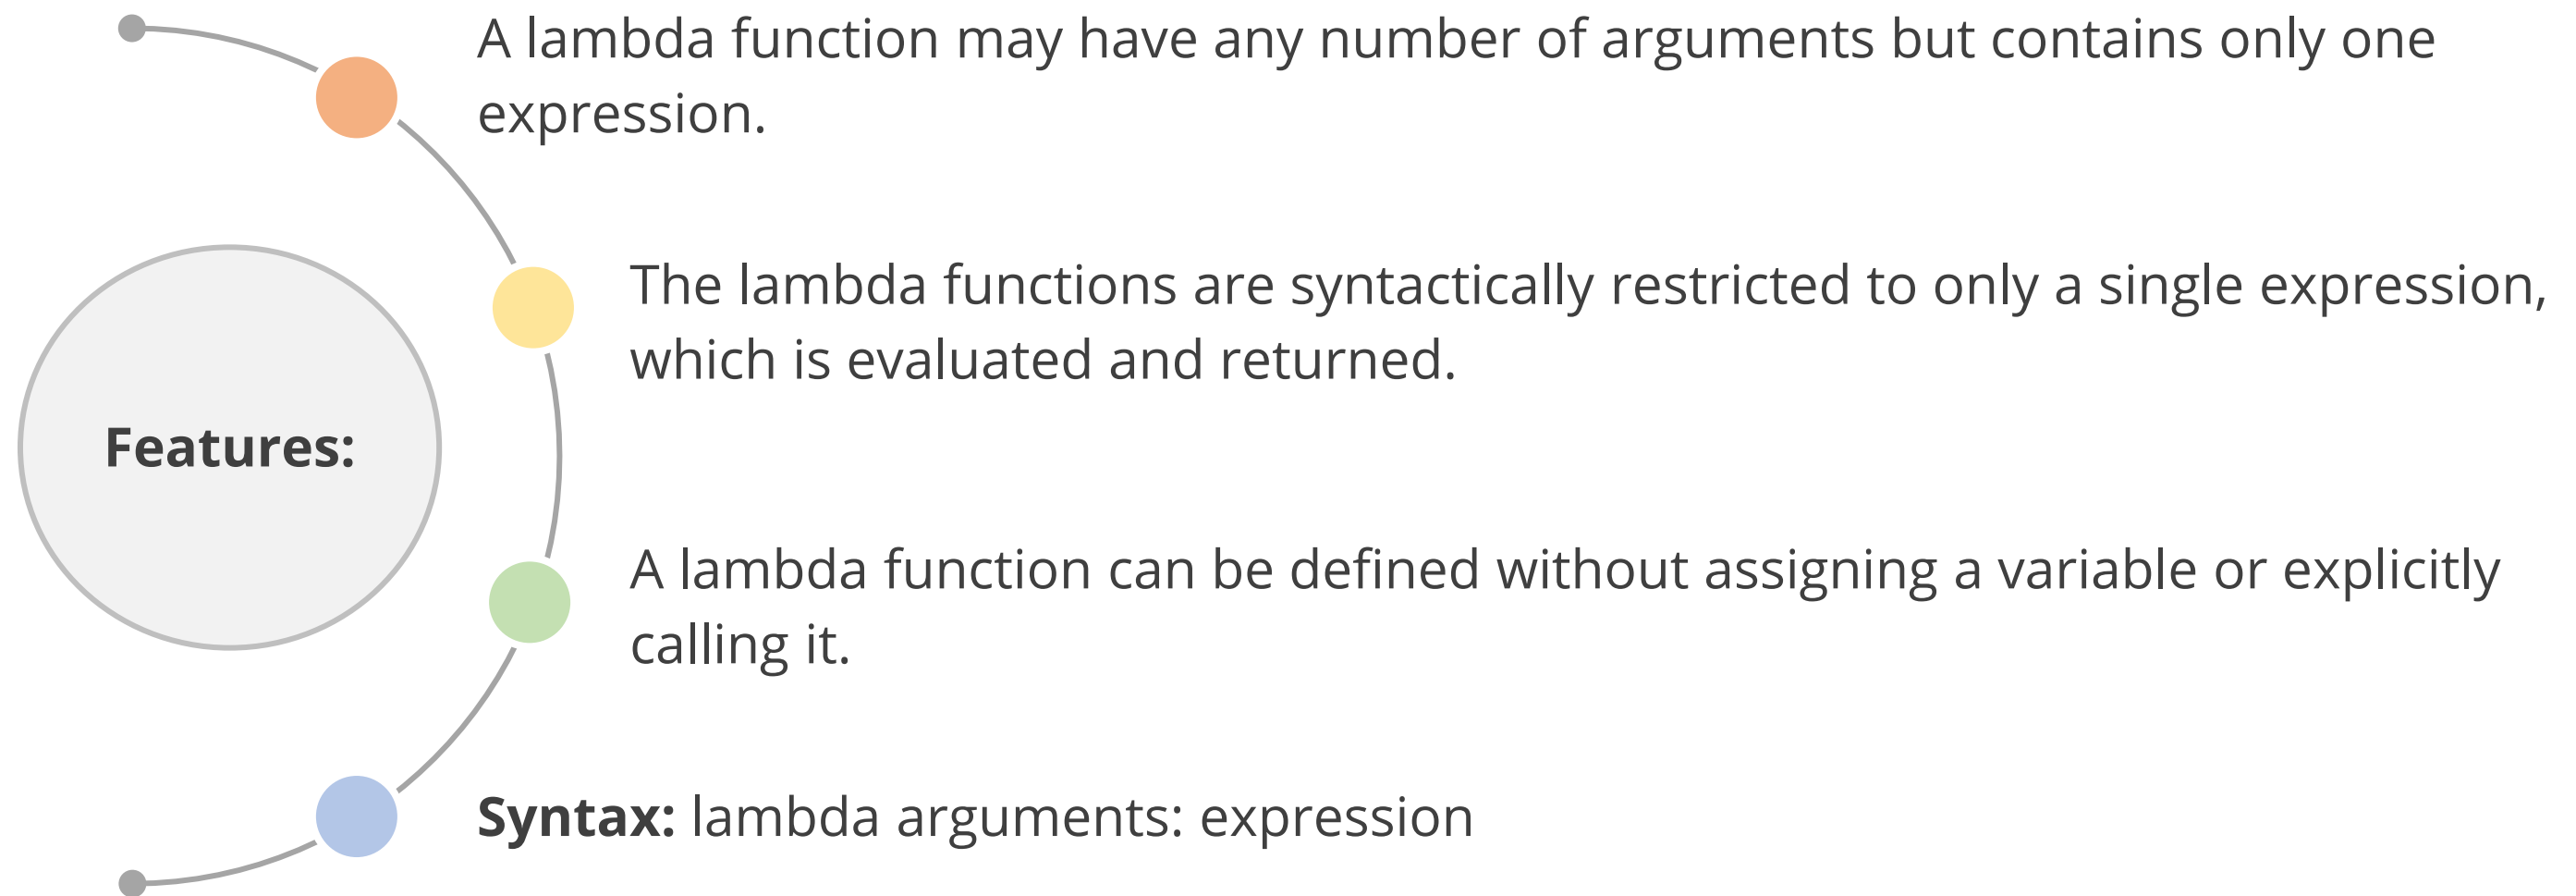 A lambda function may have any number of arguments but contains only one
expression.
The lambda functions are syntactically restricted to only a single expression,
which is evaluated and returned.
Features:
A lambda function can be defined without assigning a variable or explicitly
calling it.
Syntax: lambda arguments: expression